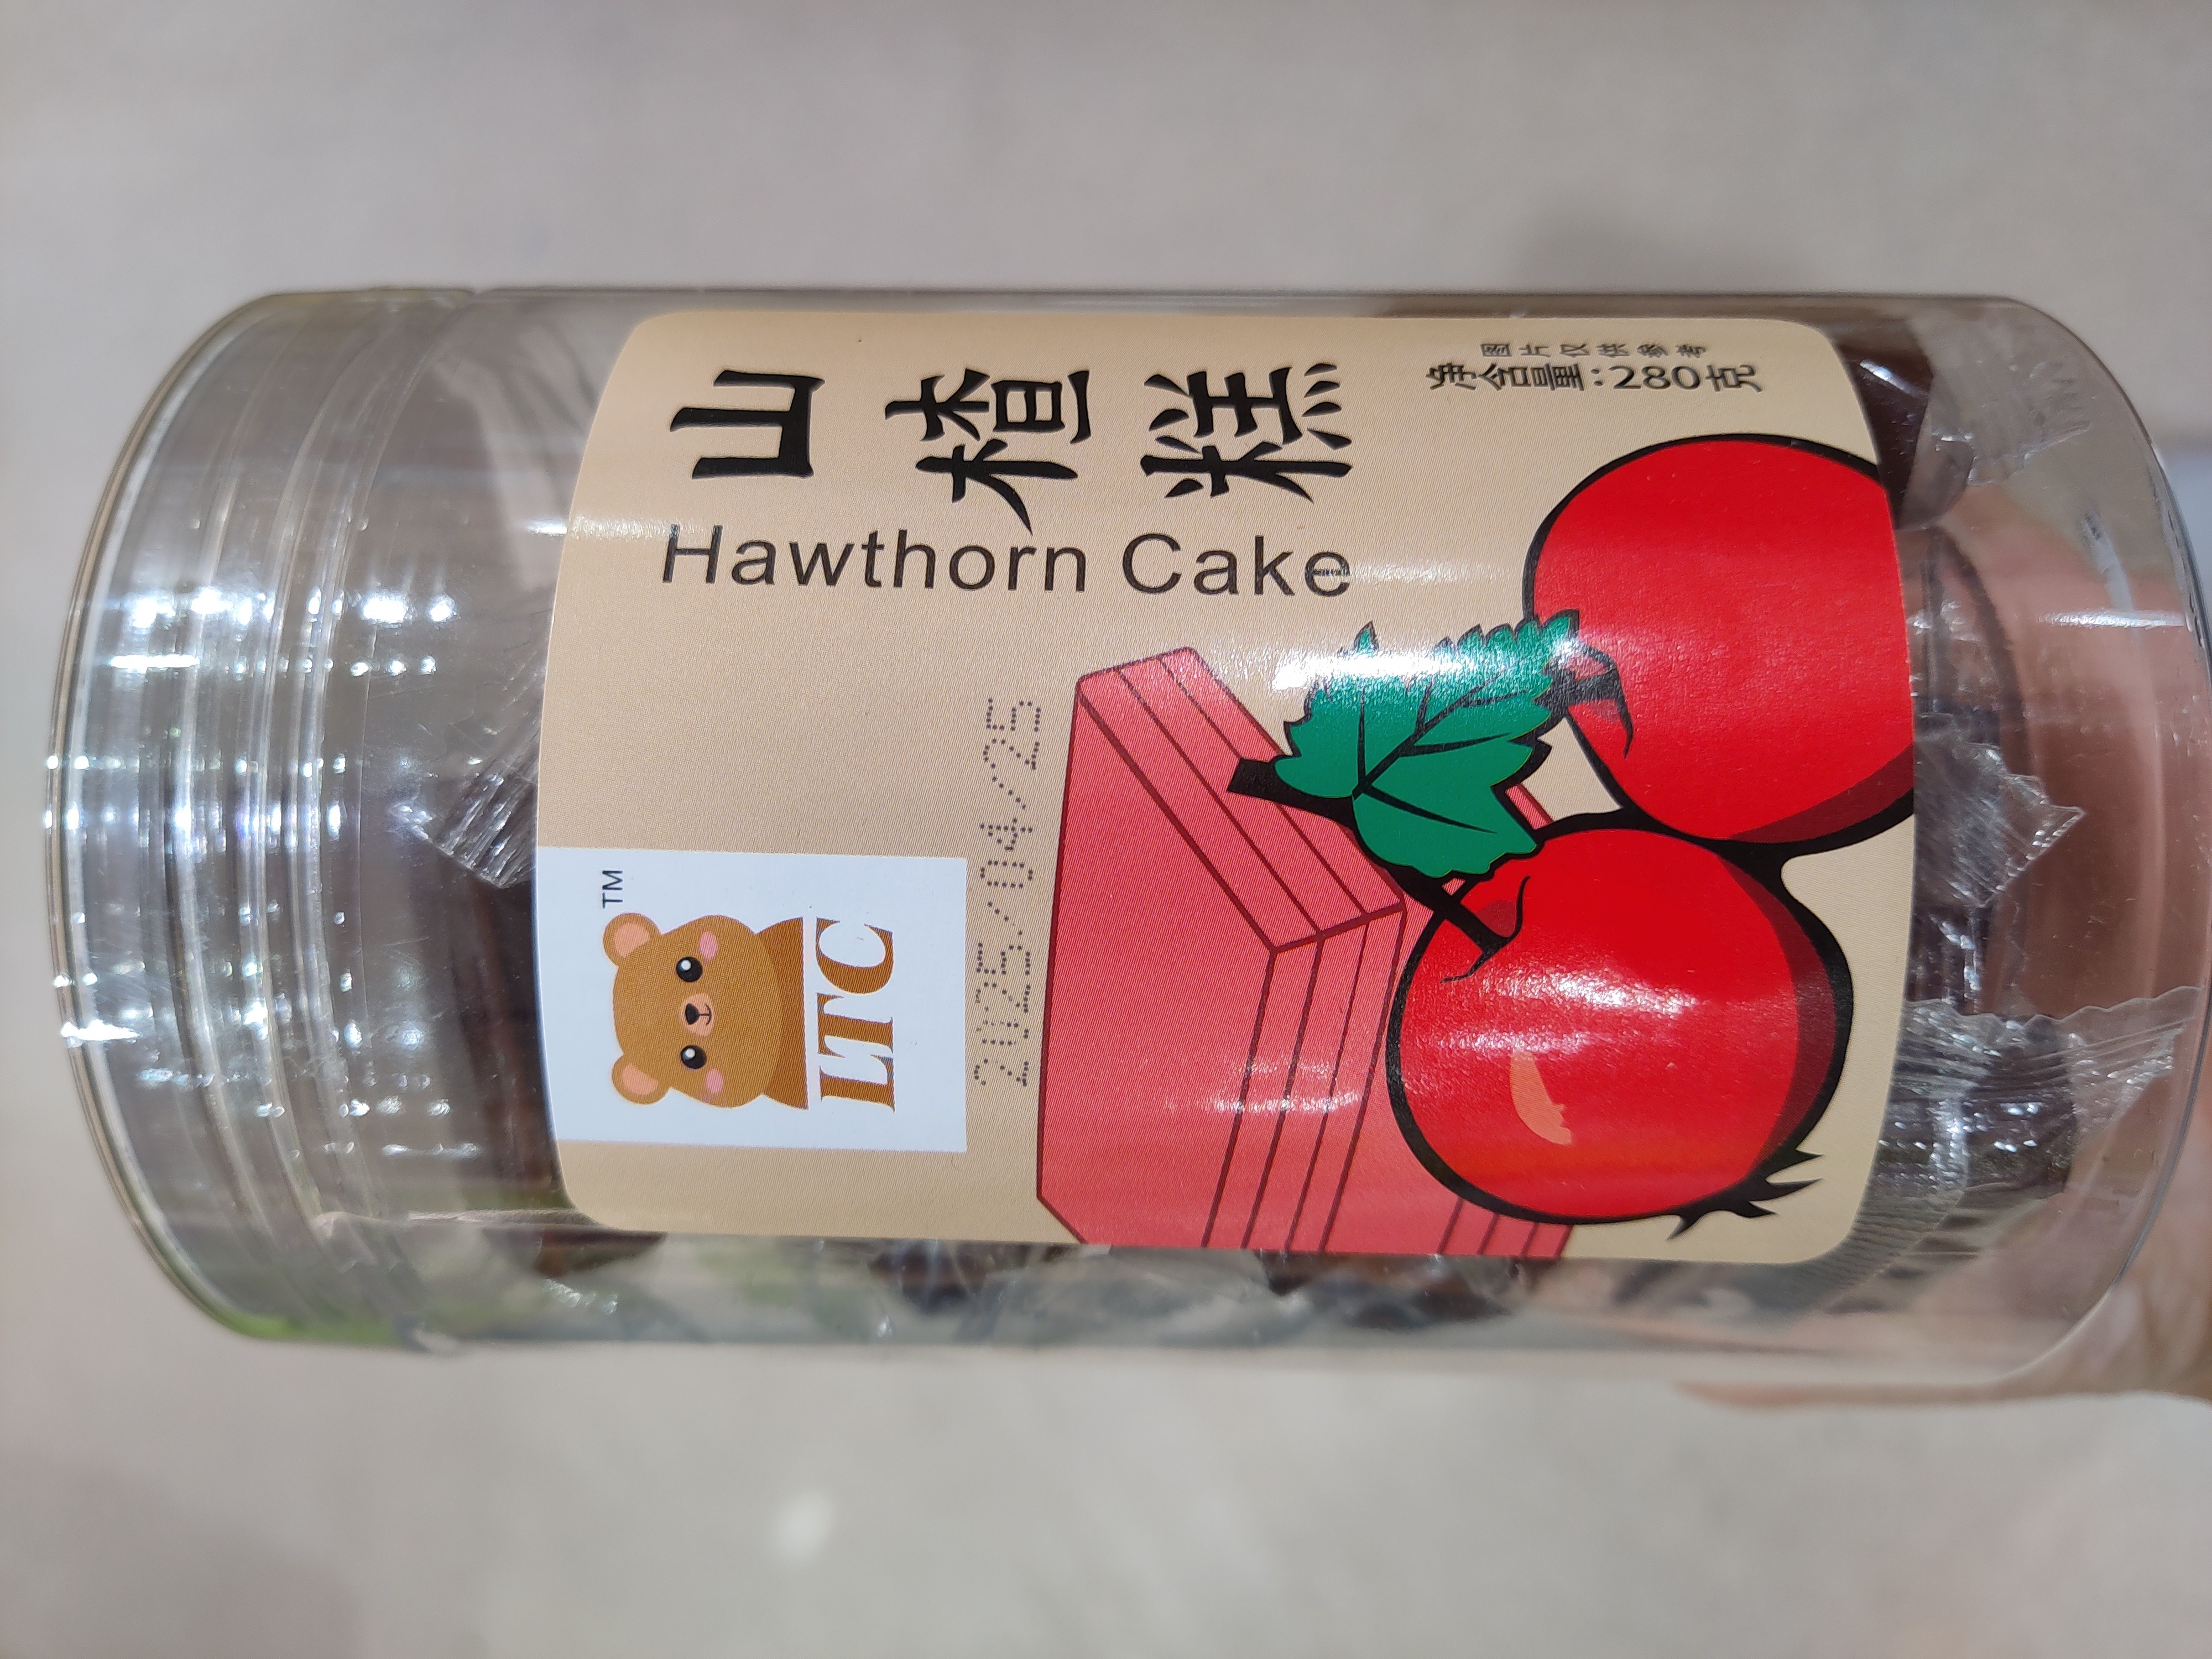 山楂糕
Hawthorn Cake
TM
LTC
2025/04/25
图片仅供参考
净含量:280克